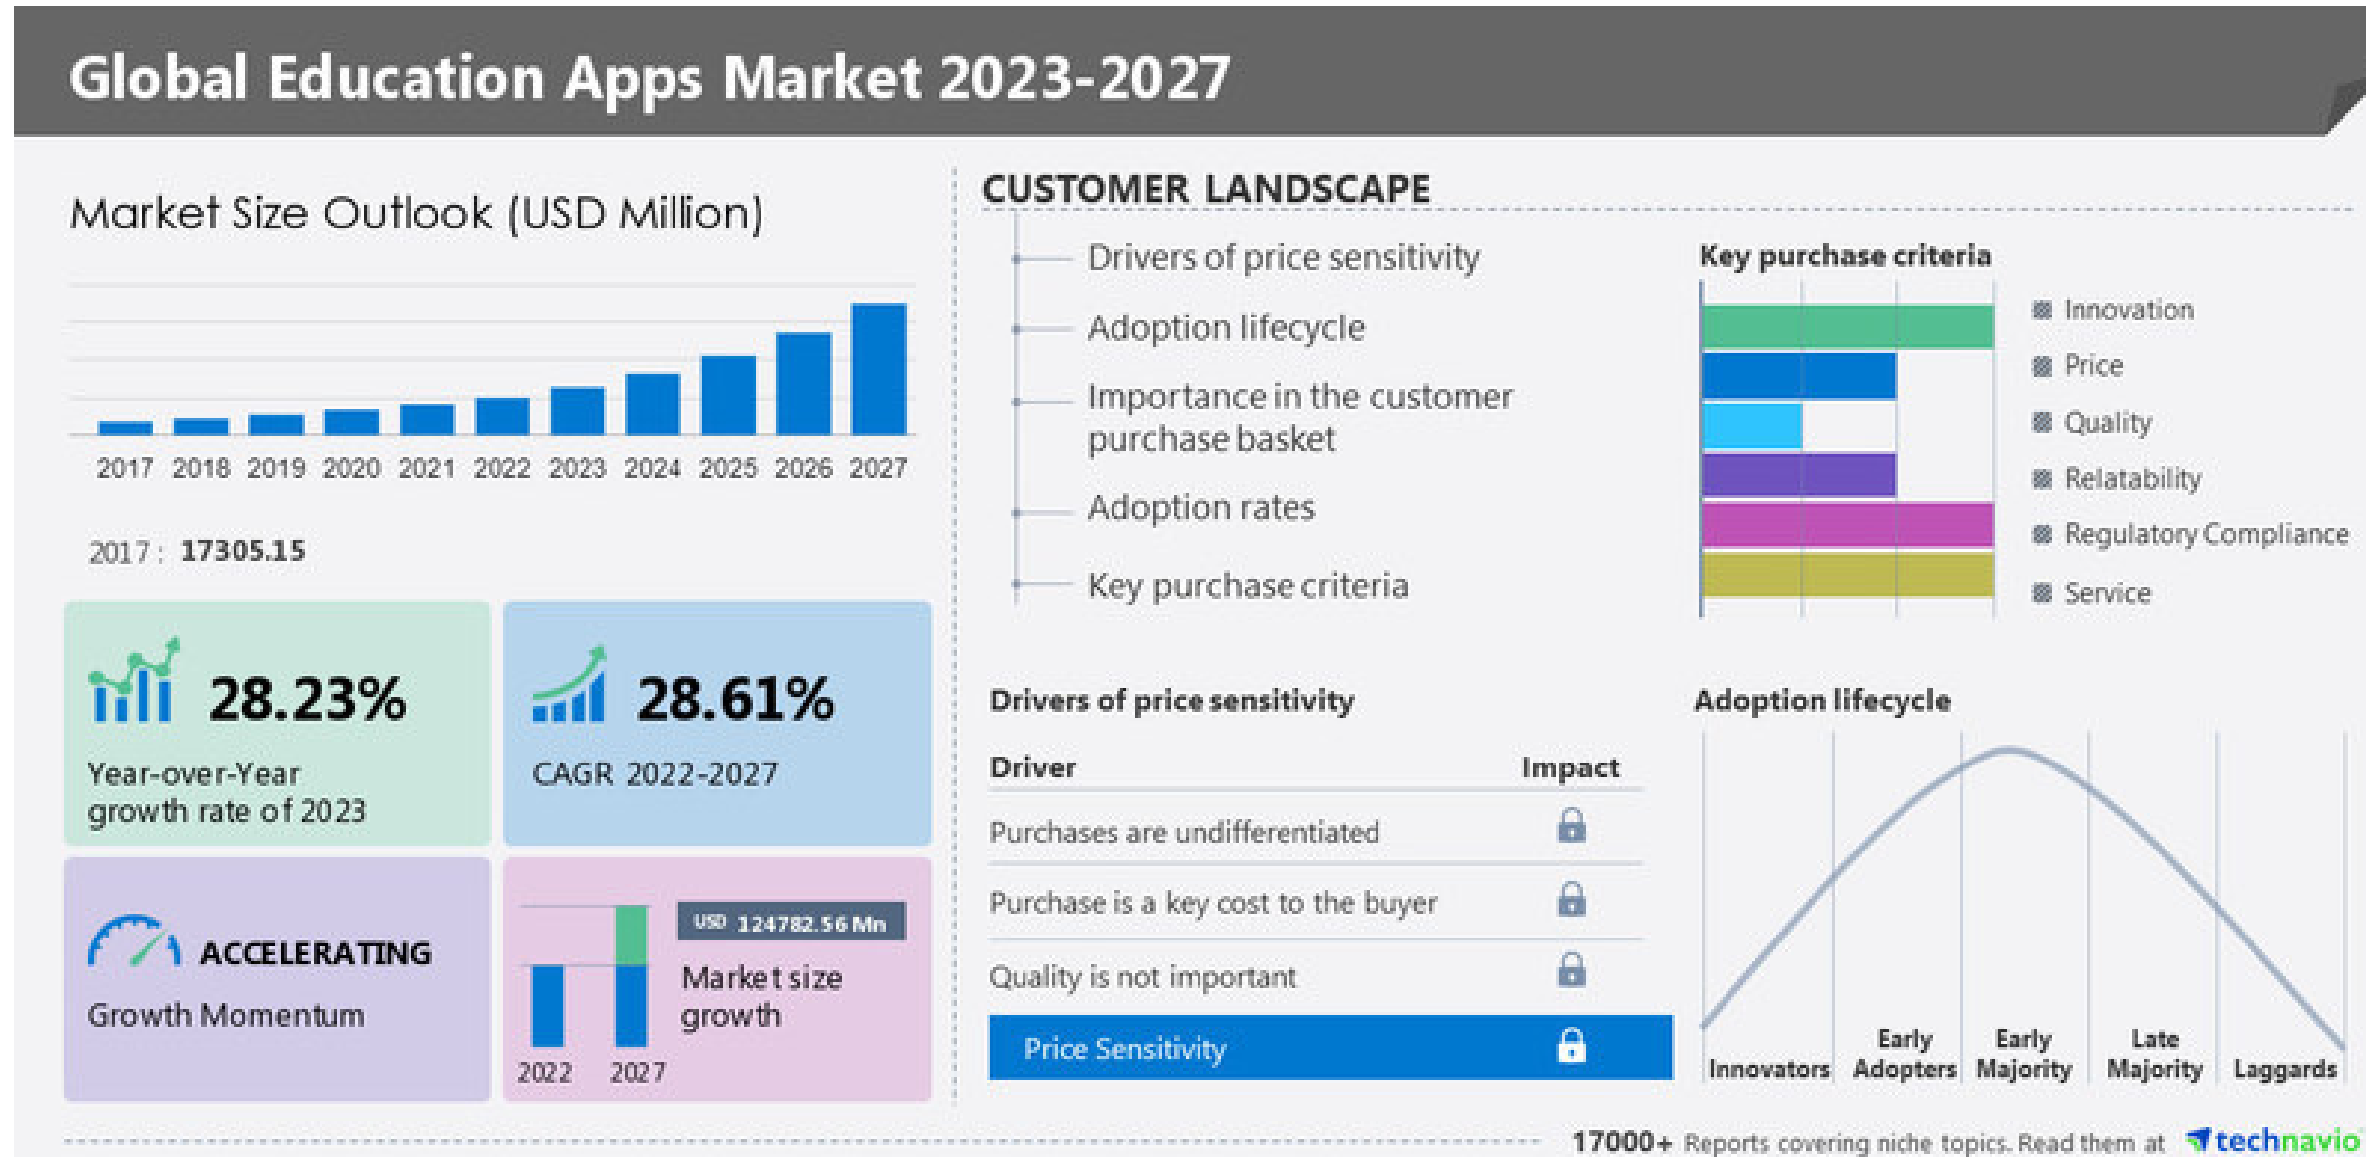 Global Education Apps Market 2023-2027
Market Size Outlook (USD Million)
2017 2018 2019 2020 2021 2022 2023 2024 2025 2026 2027
2017 : 17305.15
28.23%
Year-over-Year
growth rate of 2023
28.61%
CAGR 2022-2027
ACCELERATING
Growth Momentum
USD 124782.56 Mn
Market size
growth
2022 2027
CUSTOMER LANDSCAPE
Drivers of price sensitivity
Adoption lifecycle
Importance in the customer
purchase basket
Adoption rates
Key purchase criteria
Key purchase criteria
Innovation
Price
Quality
Relatability
Regulatory Compliance
Service
Drivers of price sensitivity
Driver Impact
Purchases are undifferentiated
Purchase is a key cost to the buyer
Quality is not important
Price Sensitivity
Adoption lifecycle
Innovators
Early
Adopters
Early
Majority
Late
Majority
Laggards
17000+ Reports covering niche topics. Read them at technavio